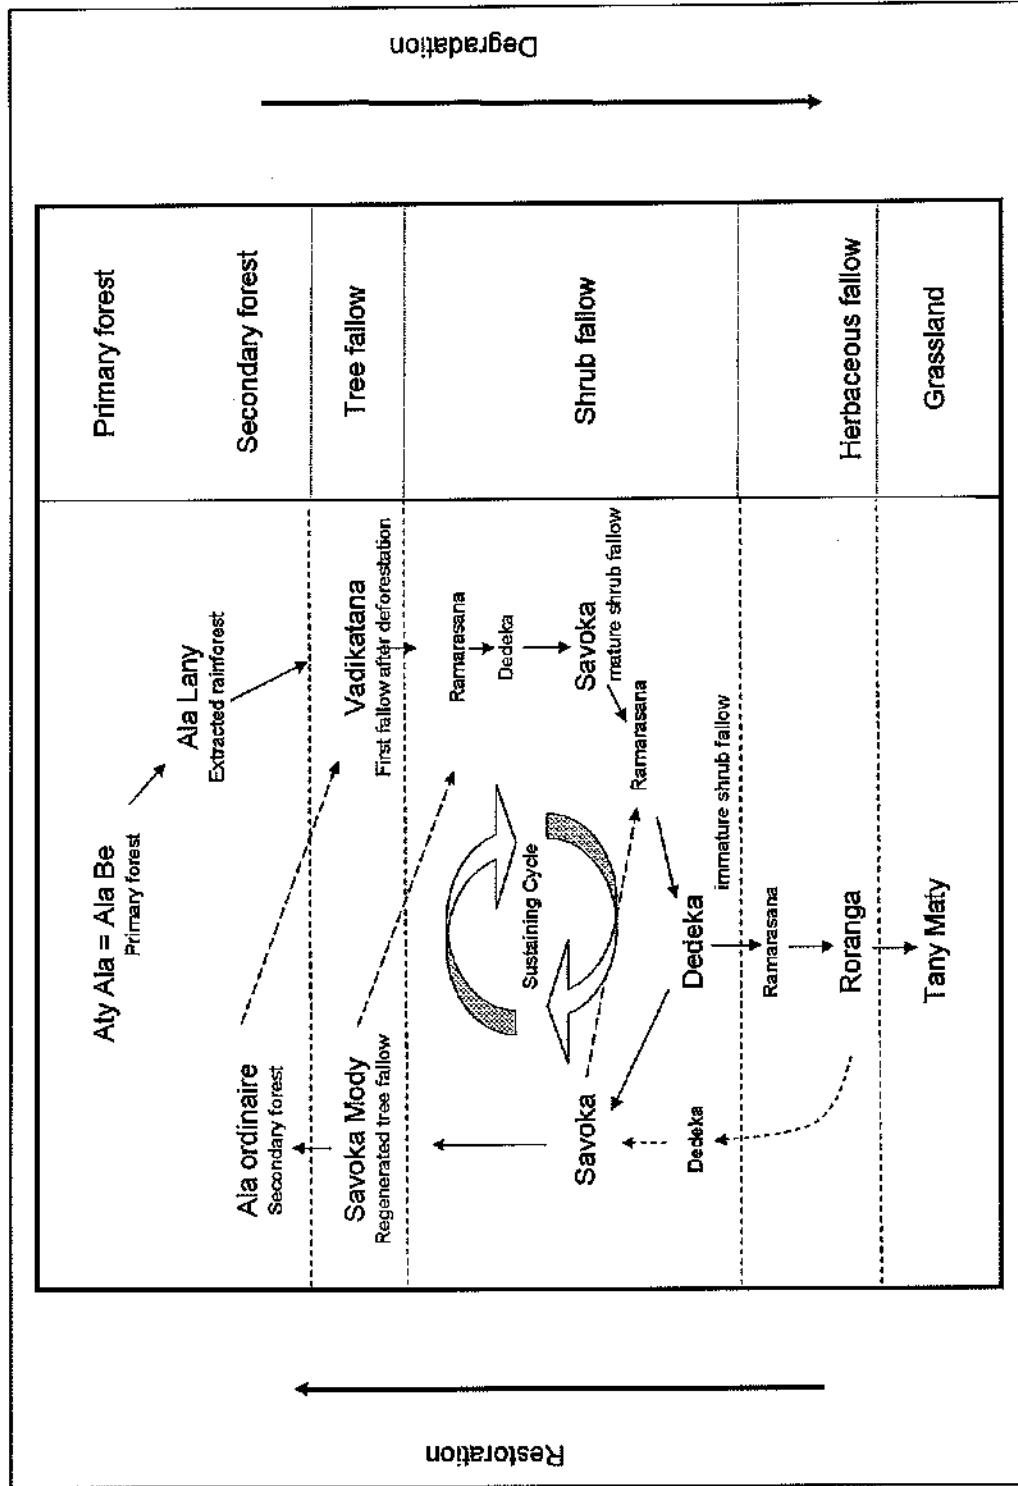 Restoration
Aty Ala = Ala Be
Primary forest
Ala Lany
Extracted rainforest
Ala ordinaire
Secondary forest
Savoka Mody
Regenerated tree fallow
Vadikatana
First fallow after deforestation
Ramarasana
Dedeka
Savoka
mature shrub fallow
Sustaining Cycle
Ramarasana
Savoka
Dedeka
immature shrub fallow
Dedeka
Ramarasana
Roranga
Tany Maty
Primary forest
Secondary forest
Tree fallow
Shrub fallow
Herbaceous fallow
Grassland
Degradation